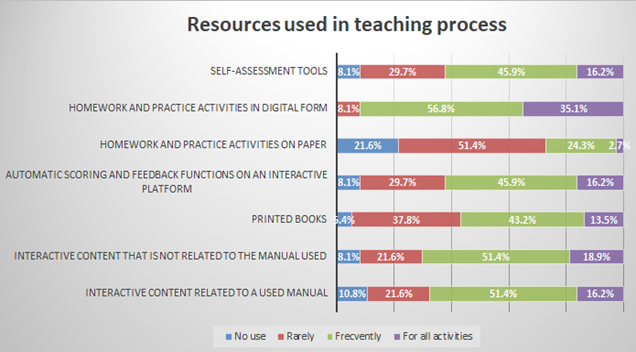 Resources used in teaching process
SELF-ASSESSMENT TOOLS
8.1% 29.7% 45.9% 16.2%
HOMEWORK AND PRACTICE ACTIVITIES IN DIGITAL FORM
8.1% 56.8% 35.1%
HOMEWORK AND PRACTICE ACTIVITIES ON PAPER
21.6% 51.4% 24.3% 2.7%
AUTOMATIC SCORING AND FEEDBACK FUNCTIONS ON AN INTERACTIVE
PLATFORM
8.1% 29.7% 45.9% 16.2%
PRINTED BOOKS
5.4% 37.8% 43.2% 13.5%
INTERACTIVE CONTENT THAT IS NOT RELATED TO THE MANUAL USED
8.1% 21.6% 51.4% 18.9%
INTERACTIVE CONTENT RELATED TO A USED MANUAL
10.8% 21.6% 51.4% 16.2%
No use Rarely Frecvently For all activities